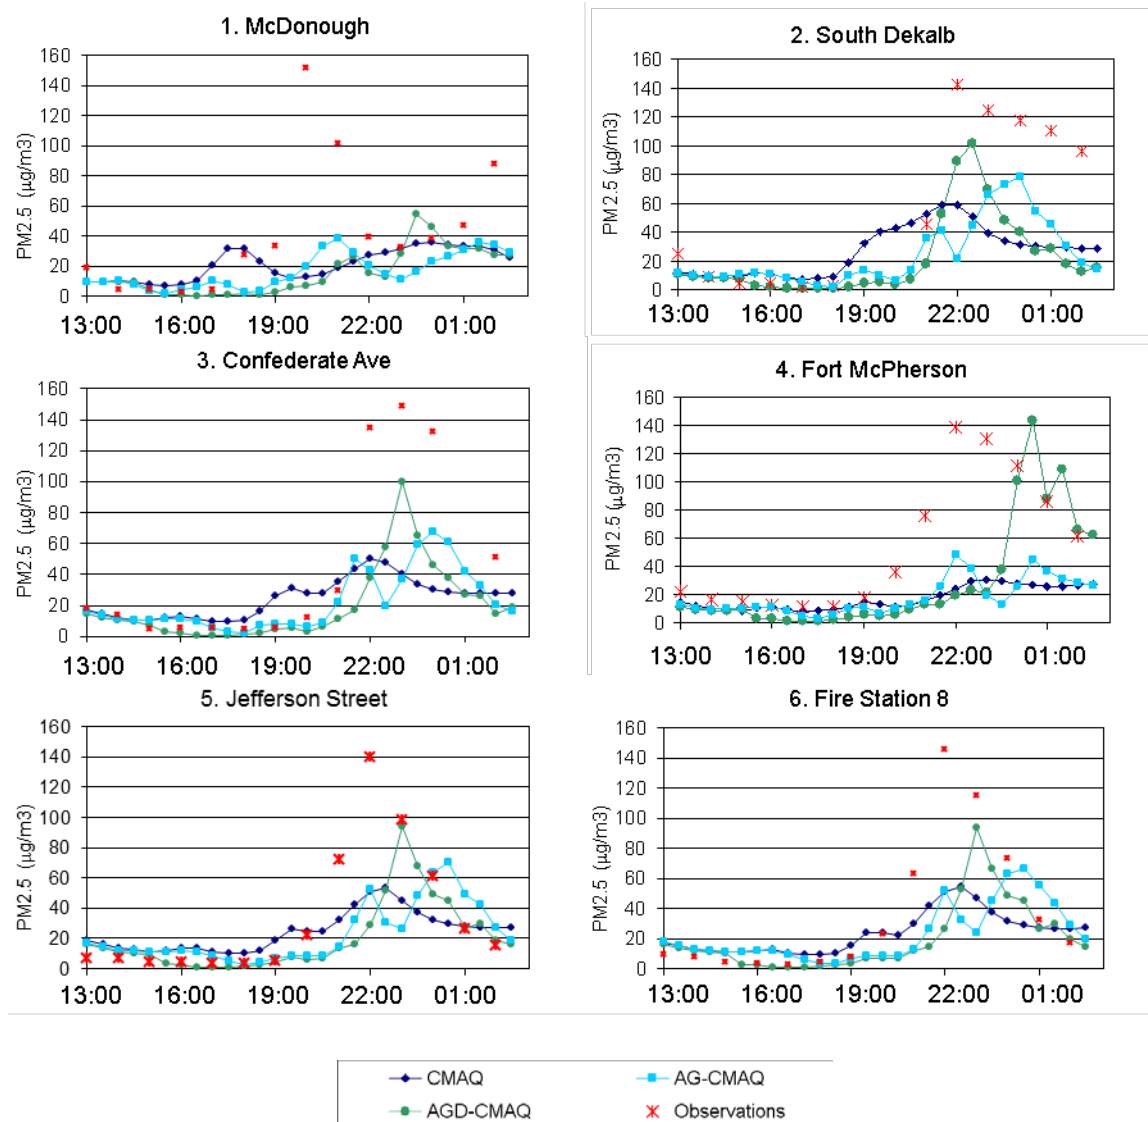 1. McDonough
PM2.5 (µg/m3)
160
140
120
100
80
60
40
20
0
13:00 16:00 19:00 22:00 01:00
2. South Dekalb
PM2.5 (µg/m3)
160
140
120
100
80
60
40
20
0
13:00 16:00 19:00 22:00 01:00
3. Confederate Ave
PM2.5 (µg/m3)
160
140
120
100
80
60
40
20
0
13:00 16:00 19:00 22:00 01:00
4. Fort McPherson
PM2.5 (µg/m3)
160
140
120
100
80
60
40
20
0
13:00 16:00 19:00 22:00 01:00
5. Jefferson Street
PM2.5 (µg/m3)
160
140
120
100
80
60
40
20
0
13:00 16:00 19:00 22:00 01:00
6. Fire Station 8
PM2.5 (µg/m3)
160
140
120
100
80
60
40
20
0
13:00 16:00 19:00 22:00 01:00
CMAQ AG-CMAQ
AGD-CMAQ Observations